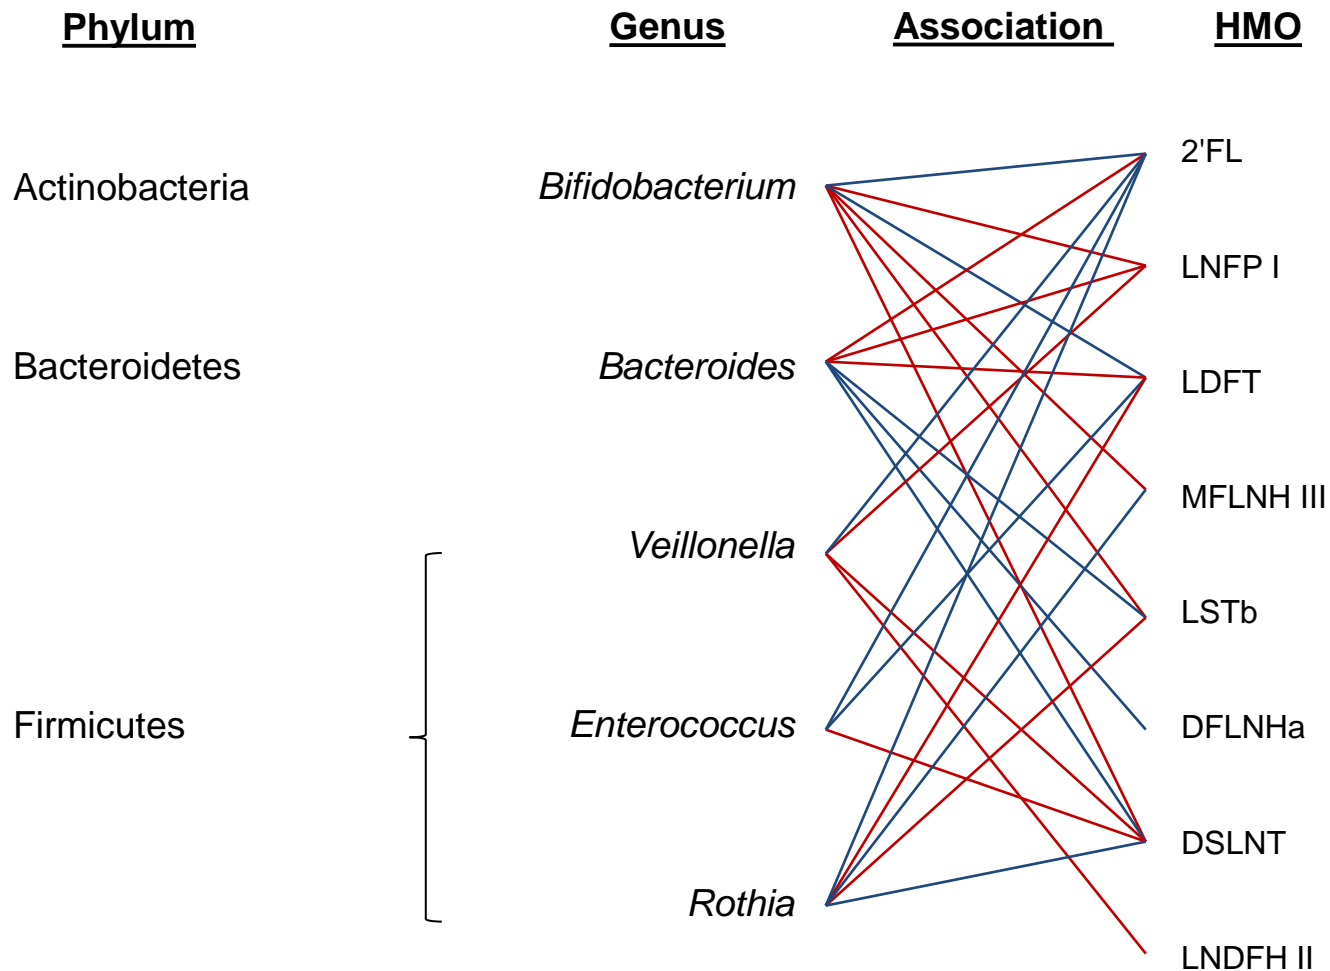 Phylum Genus Association HMO
2'FL
Actinobacteria Bifidobacterium
LNFP I
Bacteroidetes Bacteroides LDFT
MFLNH III
Veillonella
LSTb
Firmicutes Enterococcus DFLNHa
DSLNT
Rothia
LNDFH II